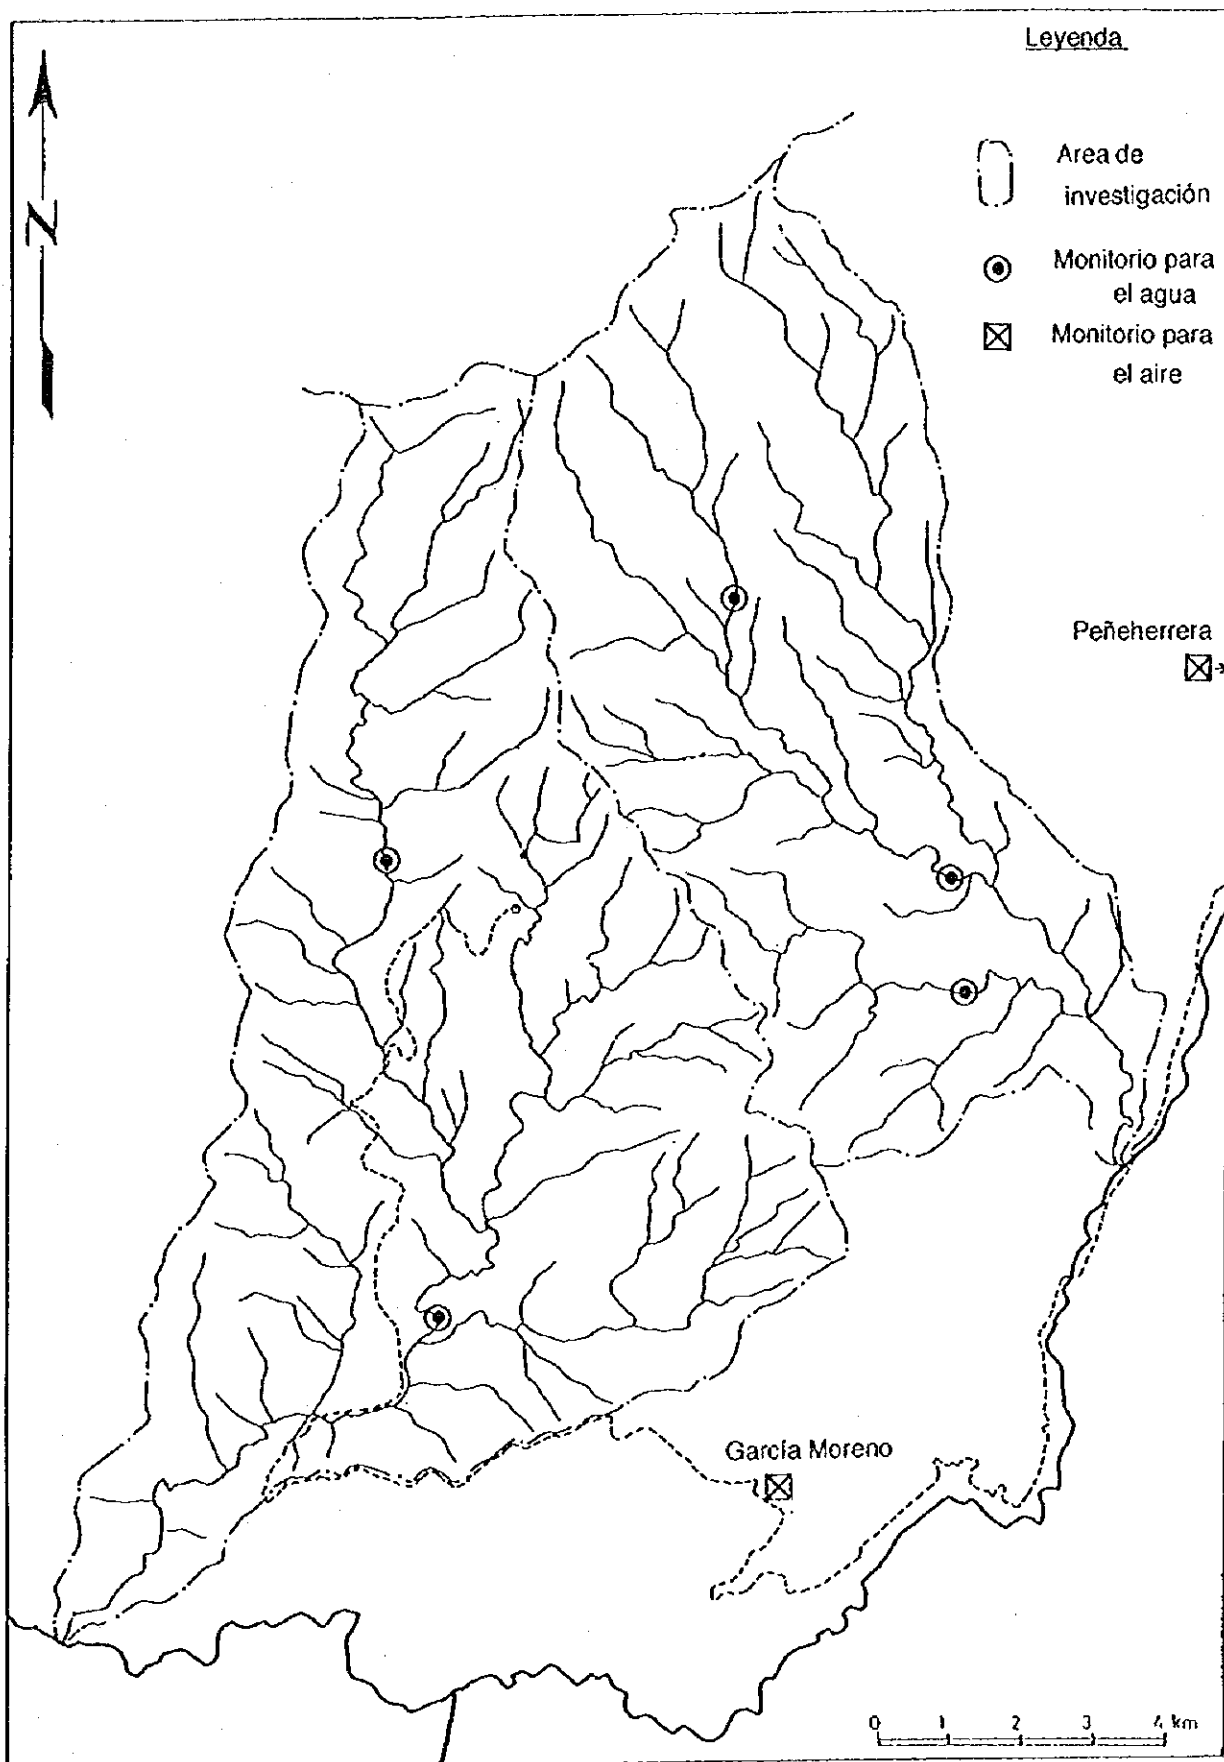 Leyenda
N
Area de
investigación
Monitorio para
el agua
Monitorio para
el aire
Peñeherrera
García Moreno
0 1 2 3 4 km